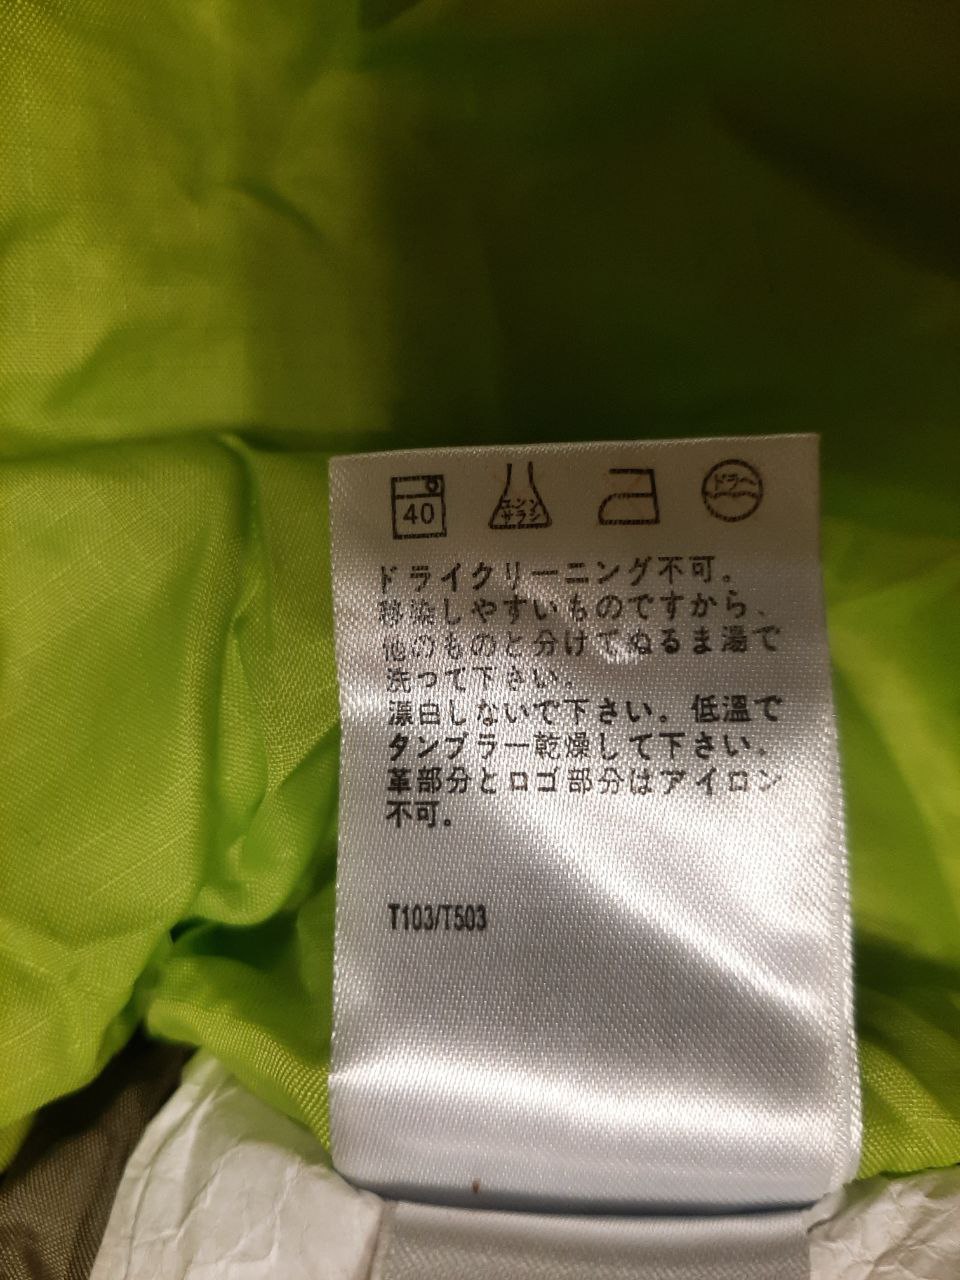 40
エンソ
サラシ
ドライ
ドライクリーニング不可.
移染しやすいものですから、
他のものと分けてぬるま湯で
洗って下さい.
漂白しないで下さい. 低温で
タンブラー乾燥して下さい.
革部分とロゴ部分はアイロン
不可.
T103/T503